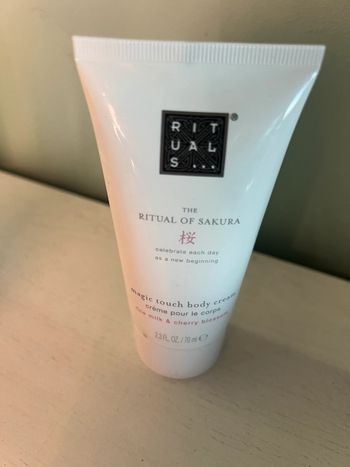 RIT
UAL
S...
®
THE
RITUAL OF SAKURA
桜
celebrate each day
as a new beginning
magic touch body cream
crème pour le corps
rice milk & cherry blossom
2.3 FL. OZ. / 70 ml ℮